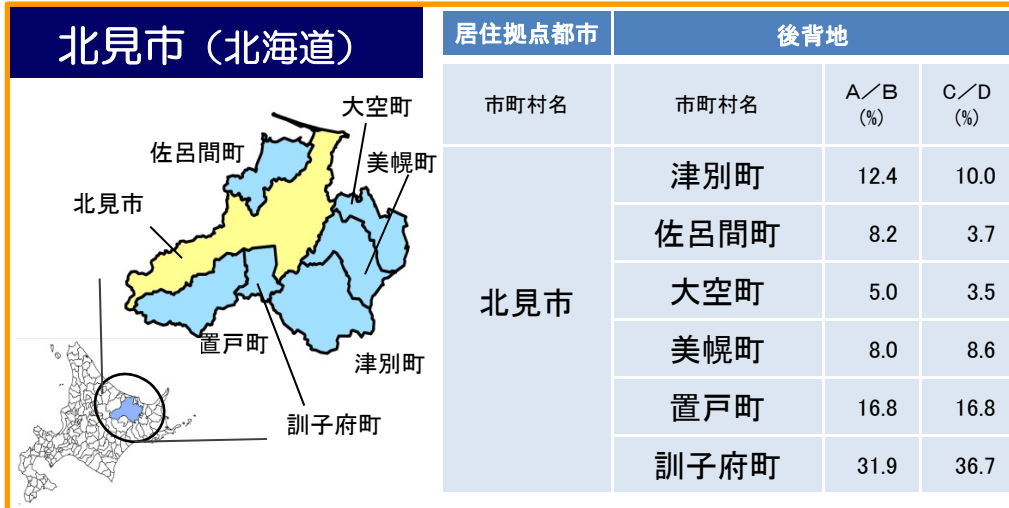 北見市（北海道）
大空町
佐呂間町
美幌町
北見市
置戸町
津別町
訓子府町
居住拠点都市 後背地
市町村名 市町村名 A／B (%) C／D (%)
北見市
津別町 12.4 10.0
佐呂間町 8.2 3.7
大空町 5.0 3.5
美幌町 8.0 8.6
置戸町 16.8 16.8
訓子府町 31.9 36.7